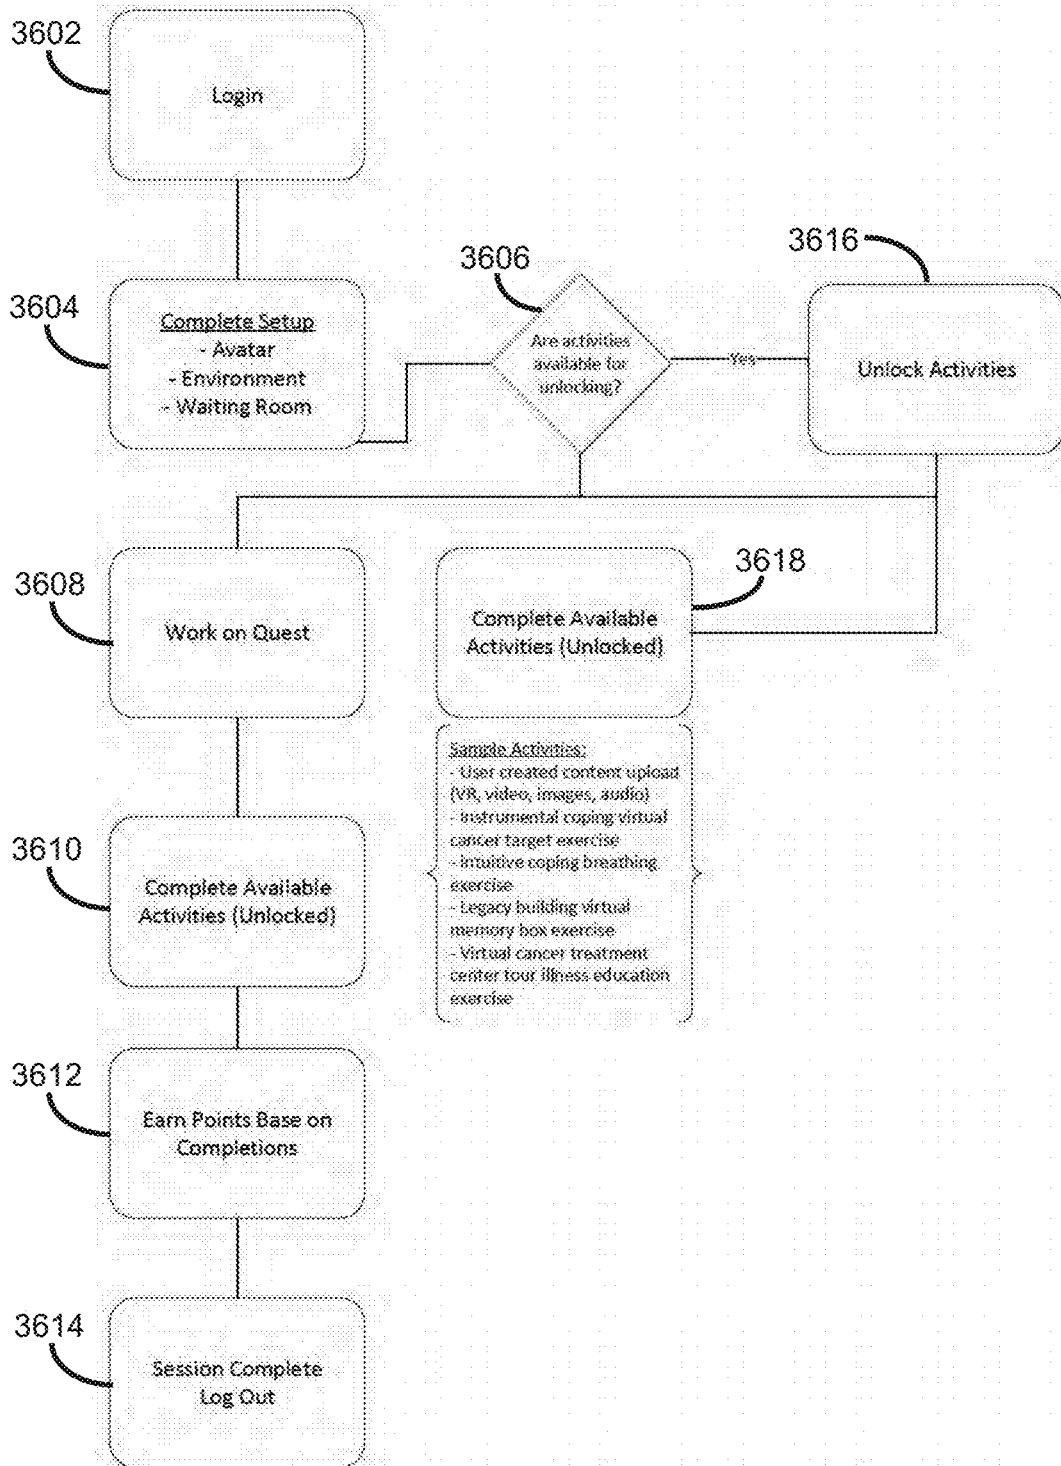 3602
Login
3604
Complete Setup
- Avatar
- Environment
- Waiting Room
3606
Are activities
available for
unlocking?
Yes
3616
Unlock Activities
3608
Work on Quest
3618
Complete Available
Activities (Unlocked)
Sample Activities:
- User created content upload
(VR, video, images, audio)
- Instrumental coping virtual
cancer target exercise
- Intuitive coping breathing
exercise
- Legacy building virtual
memory box exercise
- Virtual cancer treatment
center tour illness education
exercise
3610
Complete Available
Activities (Unlocked)
3612
Earn Points Base on
Completions
3614
Session Complete
Log Out